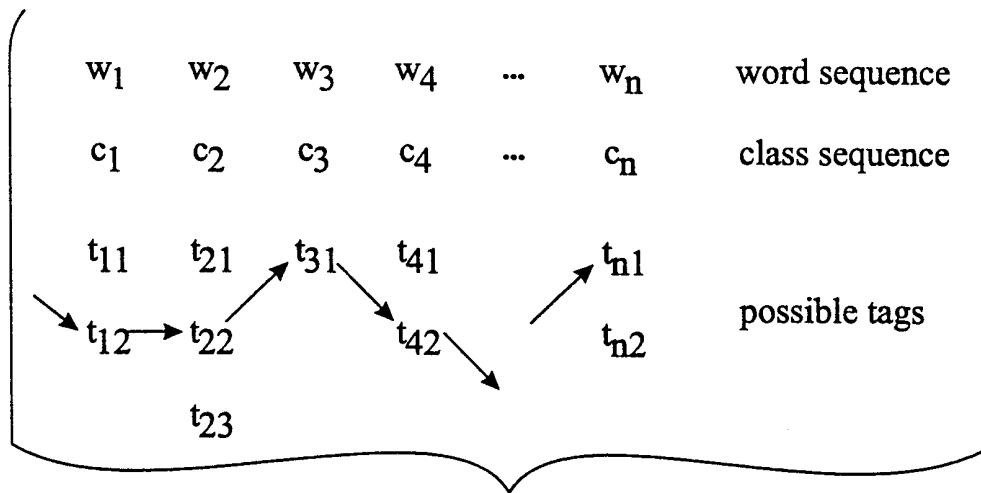 w1 w2 w3 w4 ... wn word sequence
c1 c2 c3 c4 ... cn class sequence
t11 t21 t31 t41 tn1
possible tags
t12 t22 t42 tn2
t23